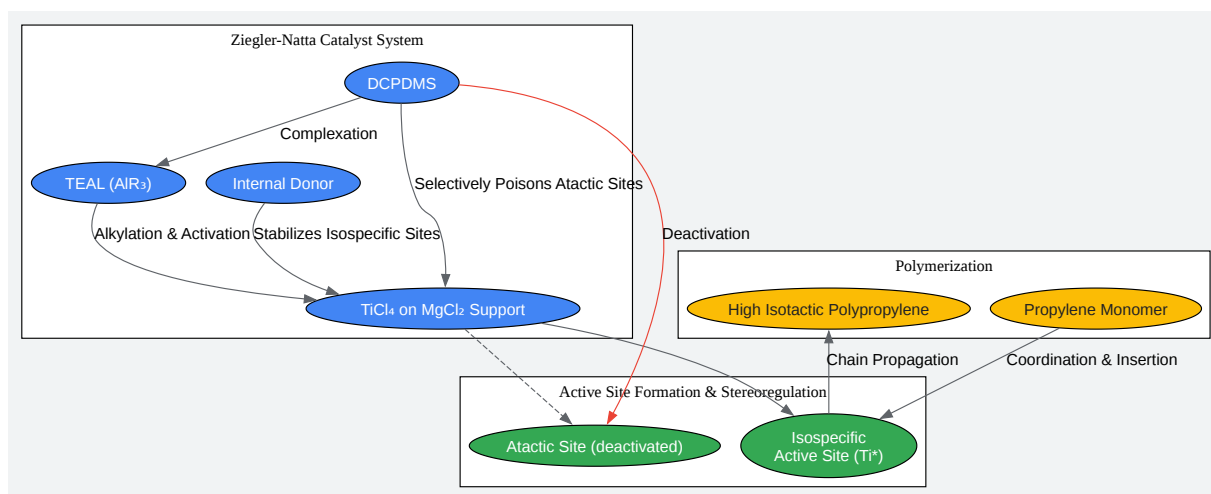 Ziegler-Natta Catalyst System
DCPDMS
Complexation
TEAL (AlR₃)
Internal Donor
Selectively Poisons Atactic Sites
Alkylation & Activation
Stabilizes Isospecific Sites
Deactivation
TiCl₄ on MgCl₂ Support
Polymerization
High Isotactic Polypropylene
Propylene Monomer
Chain Propagation
Coordination & Insertion
Active Site Formation & Stereoregulation
Atactic Site (deactivated)
Isospecific
Active Site (Ti*)